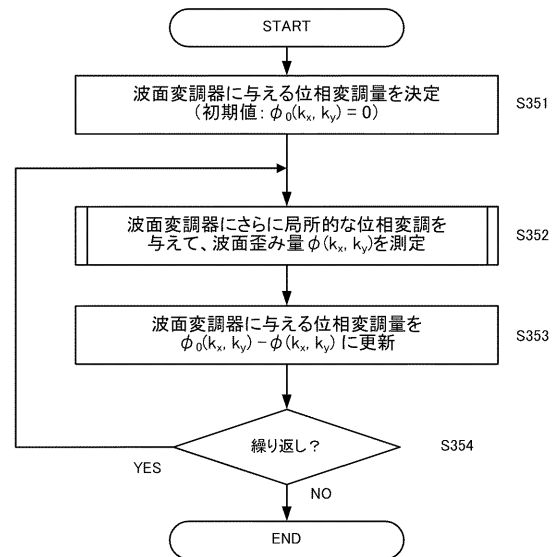 START
波面変調器に与える位相変調量を決定
(初期値: φ₀(kₓ, k_y) = 0)
S351
波面変調器にさらに局所的な位相変調を
与えて、波面歪み量φ(kₓ, k_y)を測定
S352
波面変調器に与える位相変調量を
φ₀(kₓ, k_y) − φ(kₓ, k_y) に更新
S353
繰り返し?
S354
YES
NO
END